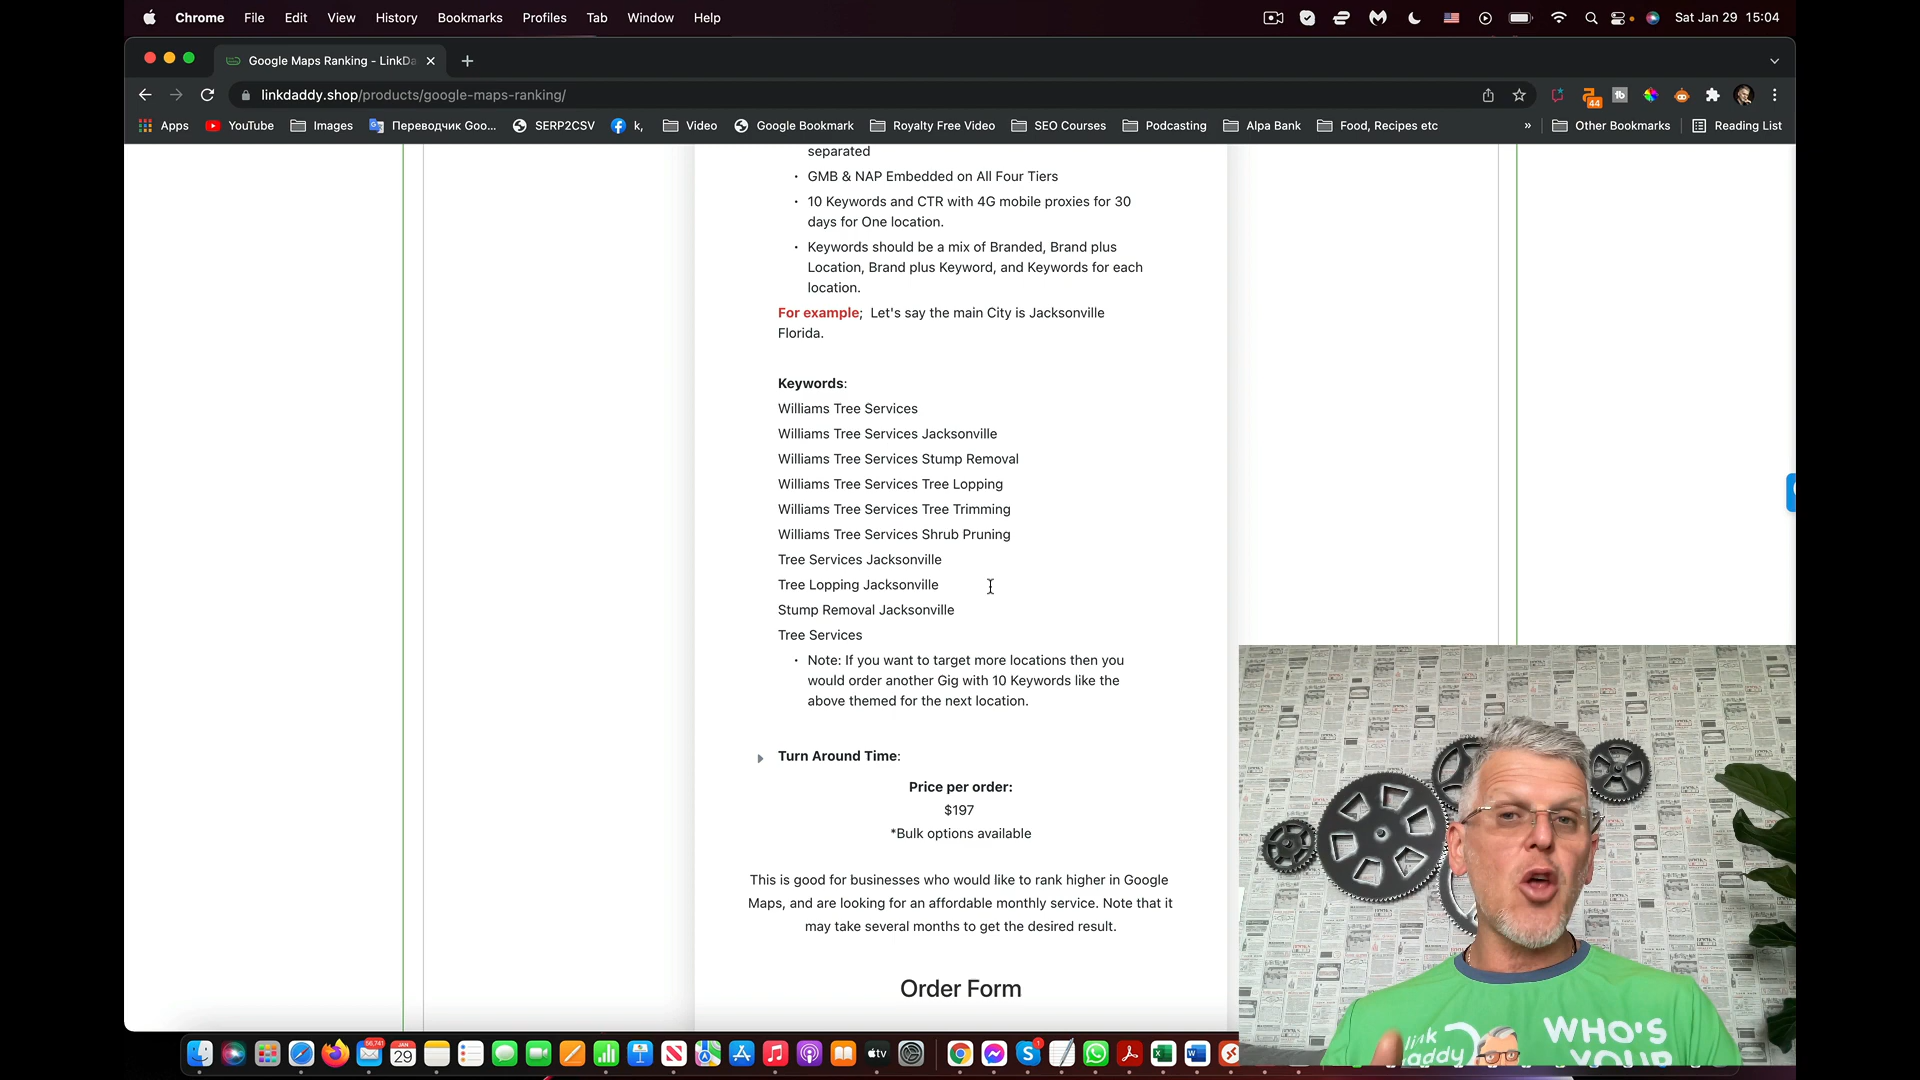 Chrome File Edit View History Bookmarks Profiles Tab Window Help Sat Jan 29 15:04
Google Maps Ranking - LinkDa
linkdaddy.shop/products/google-maps-ranking/
44
Apps YouTube Images Переводчик Goo... SERP2CSV k, Video Google Bookmark Royalty Free Video SEO Courses Podcasting Alpa Bank Food, Recipes etc » Other Bookmarks Reading List
separated
• GMB & NAP Embedded on All Four Tiers
• 10 Keywords and CTR with 4G mobile proxies for 30
days for One location.
• Keywords should be a mix of Branded, Brand plus
Location, Brand plus Keyword, and Keywords for each
location.
For example; Let's say the main City is Jacksonville
Florida.
Keywords:
Williams Tree Services
Williams Tree Services Jacksonville
Williams Tree Services Stump Removal
Williams Tree Services Tree Lopping
Williams Tree Services Tree Trimming
Williams Tree Services Shrub Pruning
Tree Services Jacksonville
Tree Lopping Jacksonville
Stump Removal Jacksonville
Tree Services
• Note: If you want to target more locations then you
would order another Gig with 10 Keywords like the
above themed for the next location.
Turn Around Time:
Price per order:
$197
*Bulk options available
This is good for businesses who would like to rank higher in Google
Maps, and are looking for an affordable monthly service. Note that it
may take several months to get the desired result.
Order Form
56,741
29
tv
1
link
daddy
WHO'S
YOUR